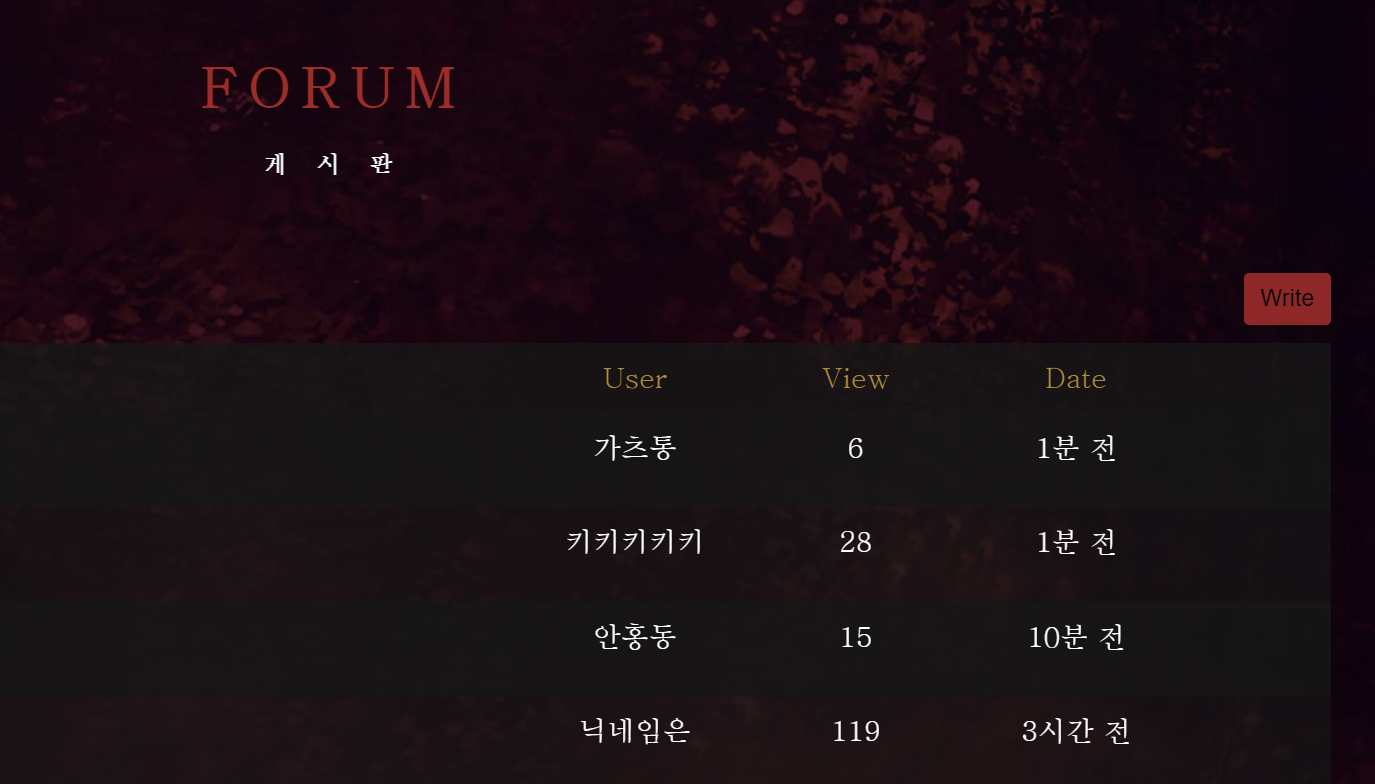 FORUM
게 시 판
Write
User View Date
가츠통 6 1분 전
키키키키키 28 1분 전
안홍동 15 10분 전
닉네임은 119 3시간 전